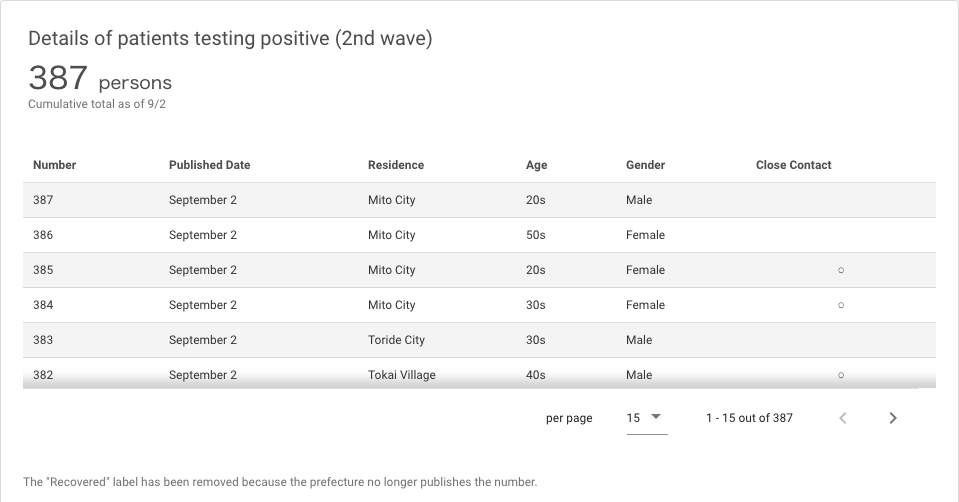 Details of patients testing positive (2nd wave)
387 persons
Cumulative total as of 9/2
Number Published Date Residence Age Gender Close Contact
387 September 2 Mito City 20s Male
386 September 2 Mito City 50s Female
385 September 2 Mito City 20s Female ○
384 September 2 Mito City 30s Female ○
383 September 2 Toride City 30s Male
382 September 2 Tokai Village 40s Male ○
per page 15 1 - 15 out of 387
The "Recovered" label has been removed because the prefecture no longer publishes the number.